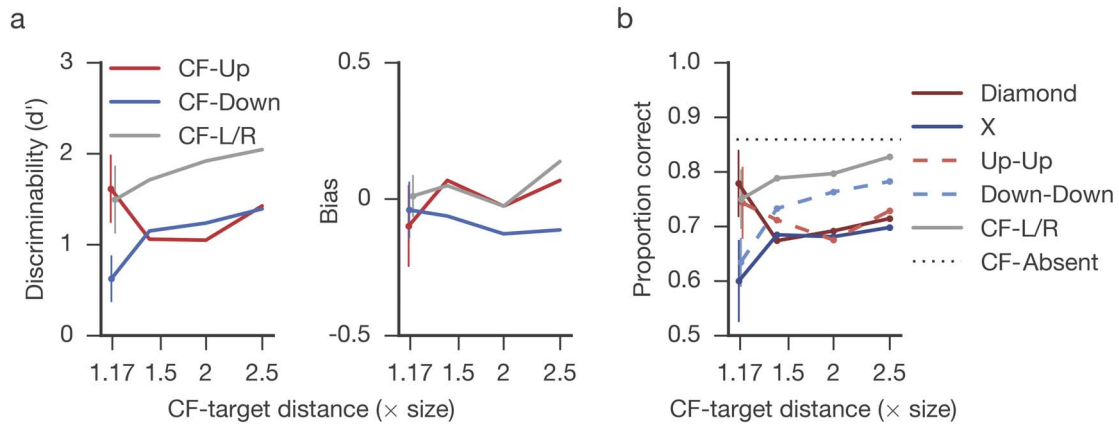 a
3
2
1
0
Discriminability (d')
CF-Up
CF-Down
CF-L/R
1.17 1.5 2 2.5
0.5
0
-0.5
Bias
1.17 1.5 2 2.5
CF-target distance (× size)
b
1.0
0.9
0.8
0.7
0.6
0.5
Proportion correct
1.17 1.5 2 2.5
CF-target distance (× size)
Diamond
X
Up-Up
Down-Down
CF-L/R
CF-Absent